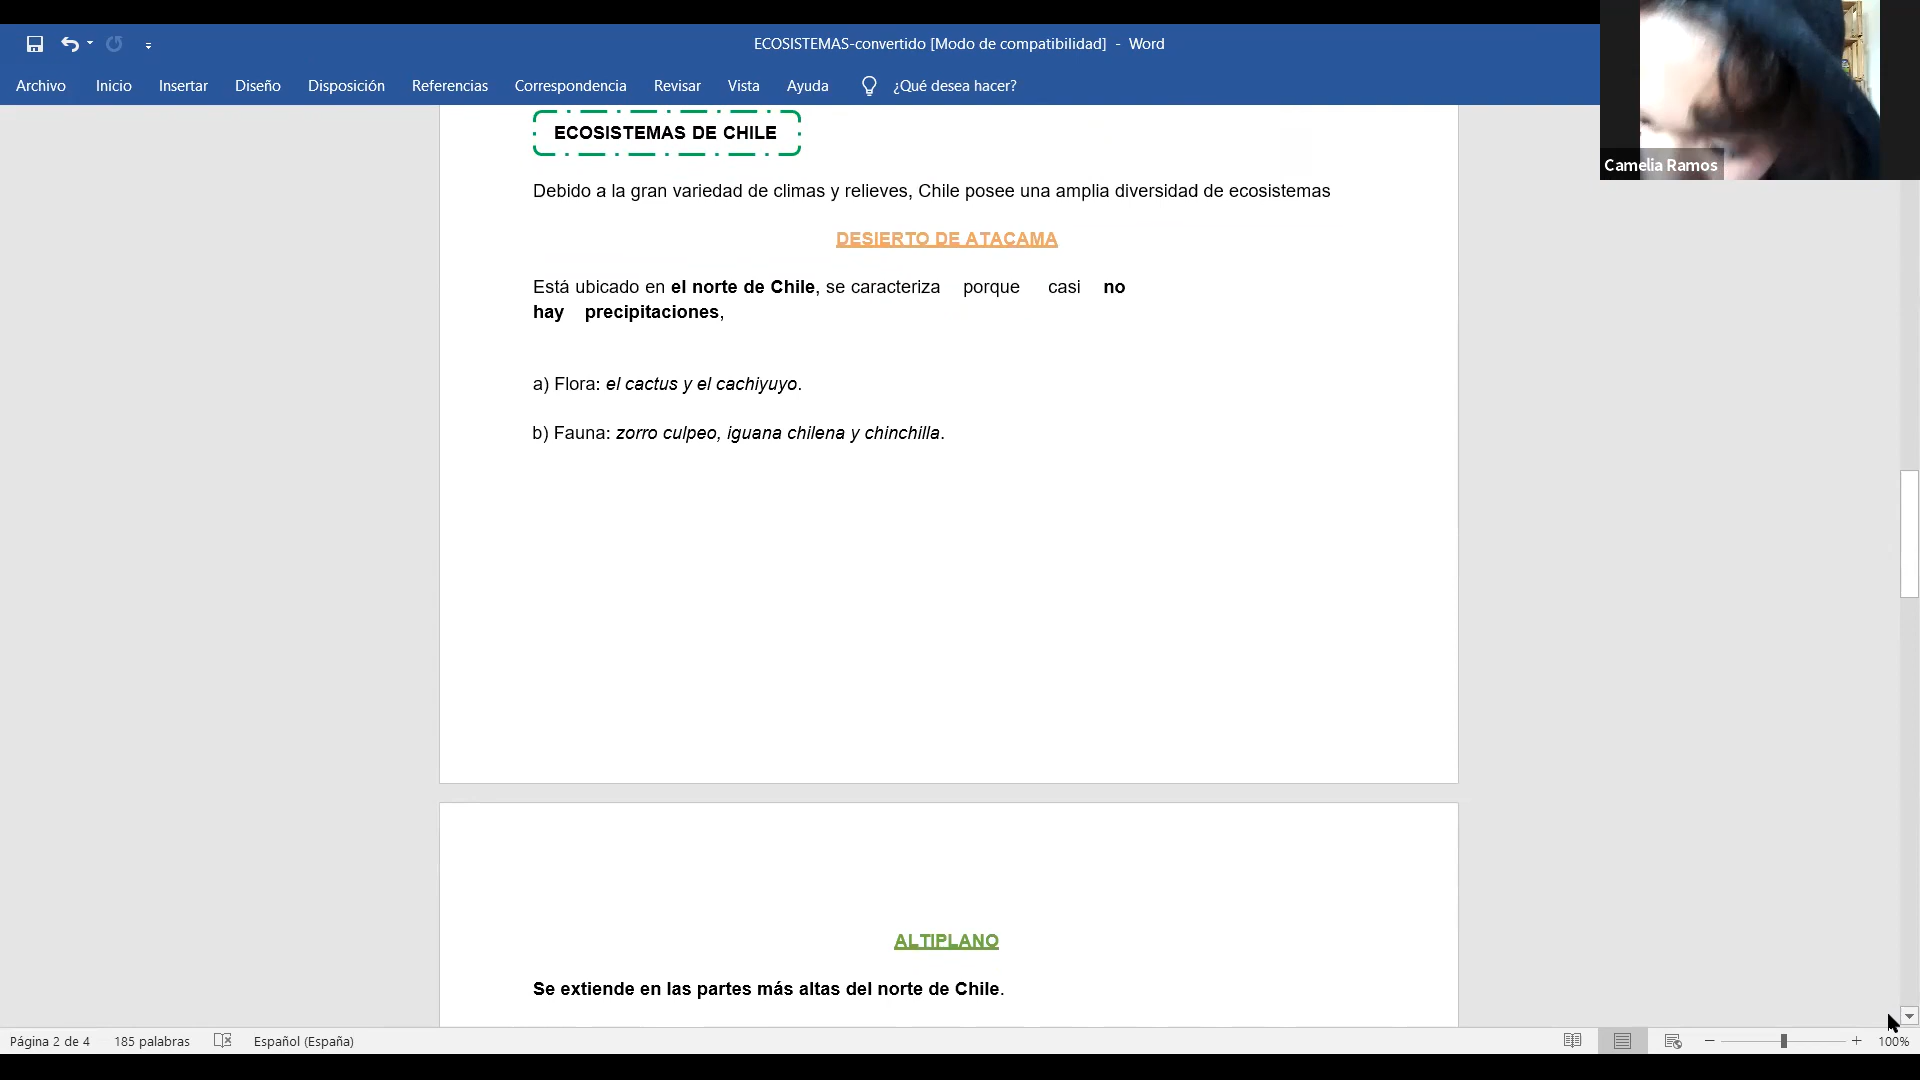 ECOSISTEMAS-convertido [Modo de compatibilidad] - Word
Archivo Inicio Insertar Diseño Disposición Referencias Correspondencia Revisar Vista Ayuda ¿Qué desea hacer?
Camelia Ramos
ECOSISTEMAS DE CHILE
Debido a la gran variedad de climas y relieves, Chile posee una amplia diversidad de ecosistemas
DESIERTO DE ATACAMA
Está ubicado en el norte de Chile, se caracteriza porque casi no
hay precipitaciones,
a) Flora: el cactus y el cachiyuyo.
b) Fauna: zorro culpeo, iguana chilena y chinchilla.
ALTIPLANO
Se extiende en las partes más altas del norte de Chile.
Página 2 de 4 185 palabras Español (España) 100%